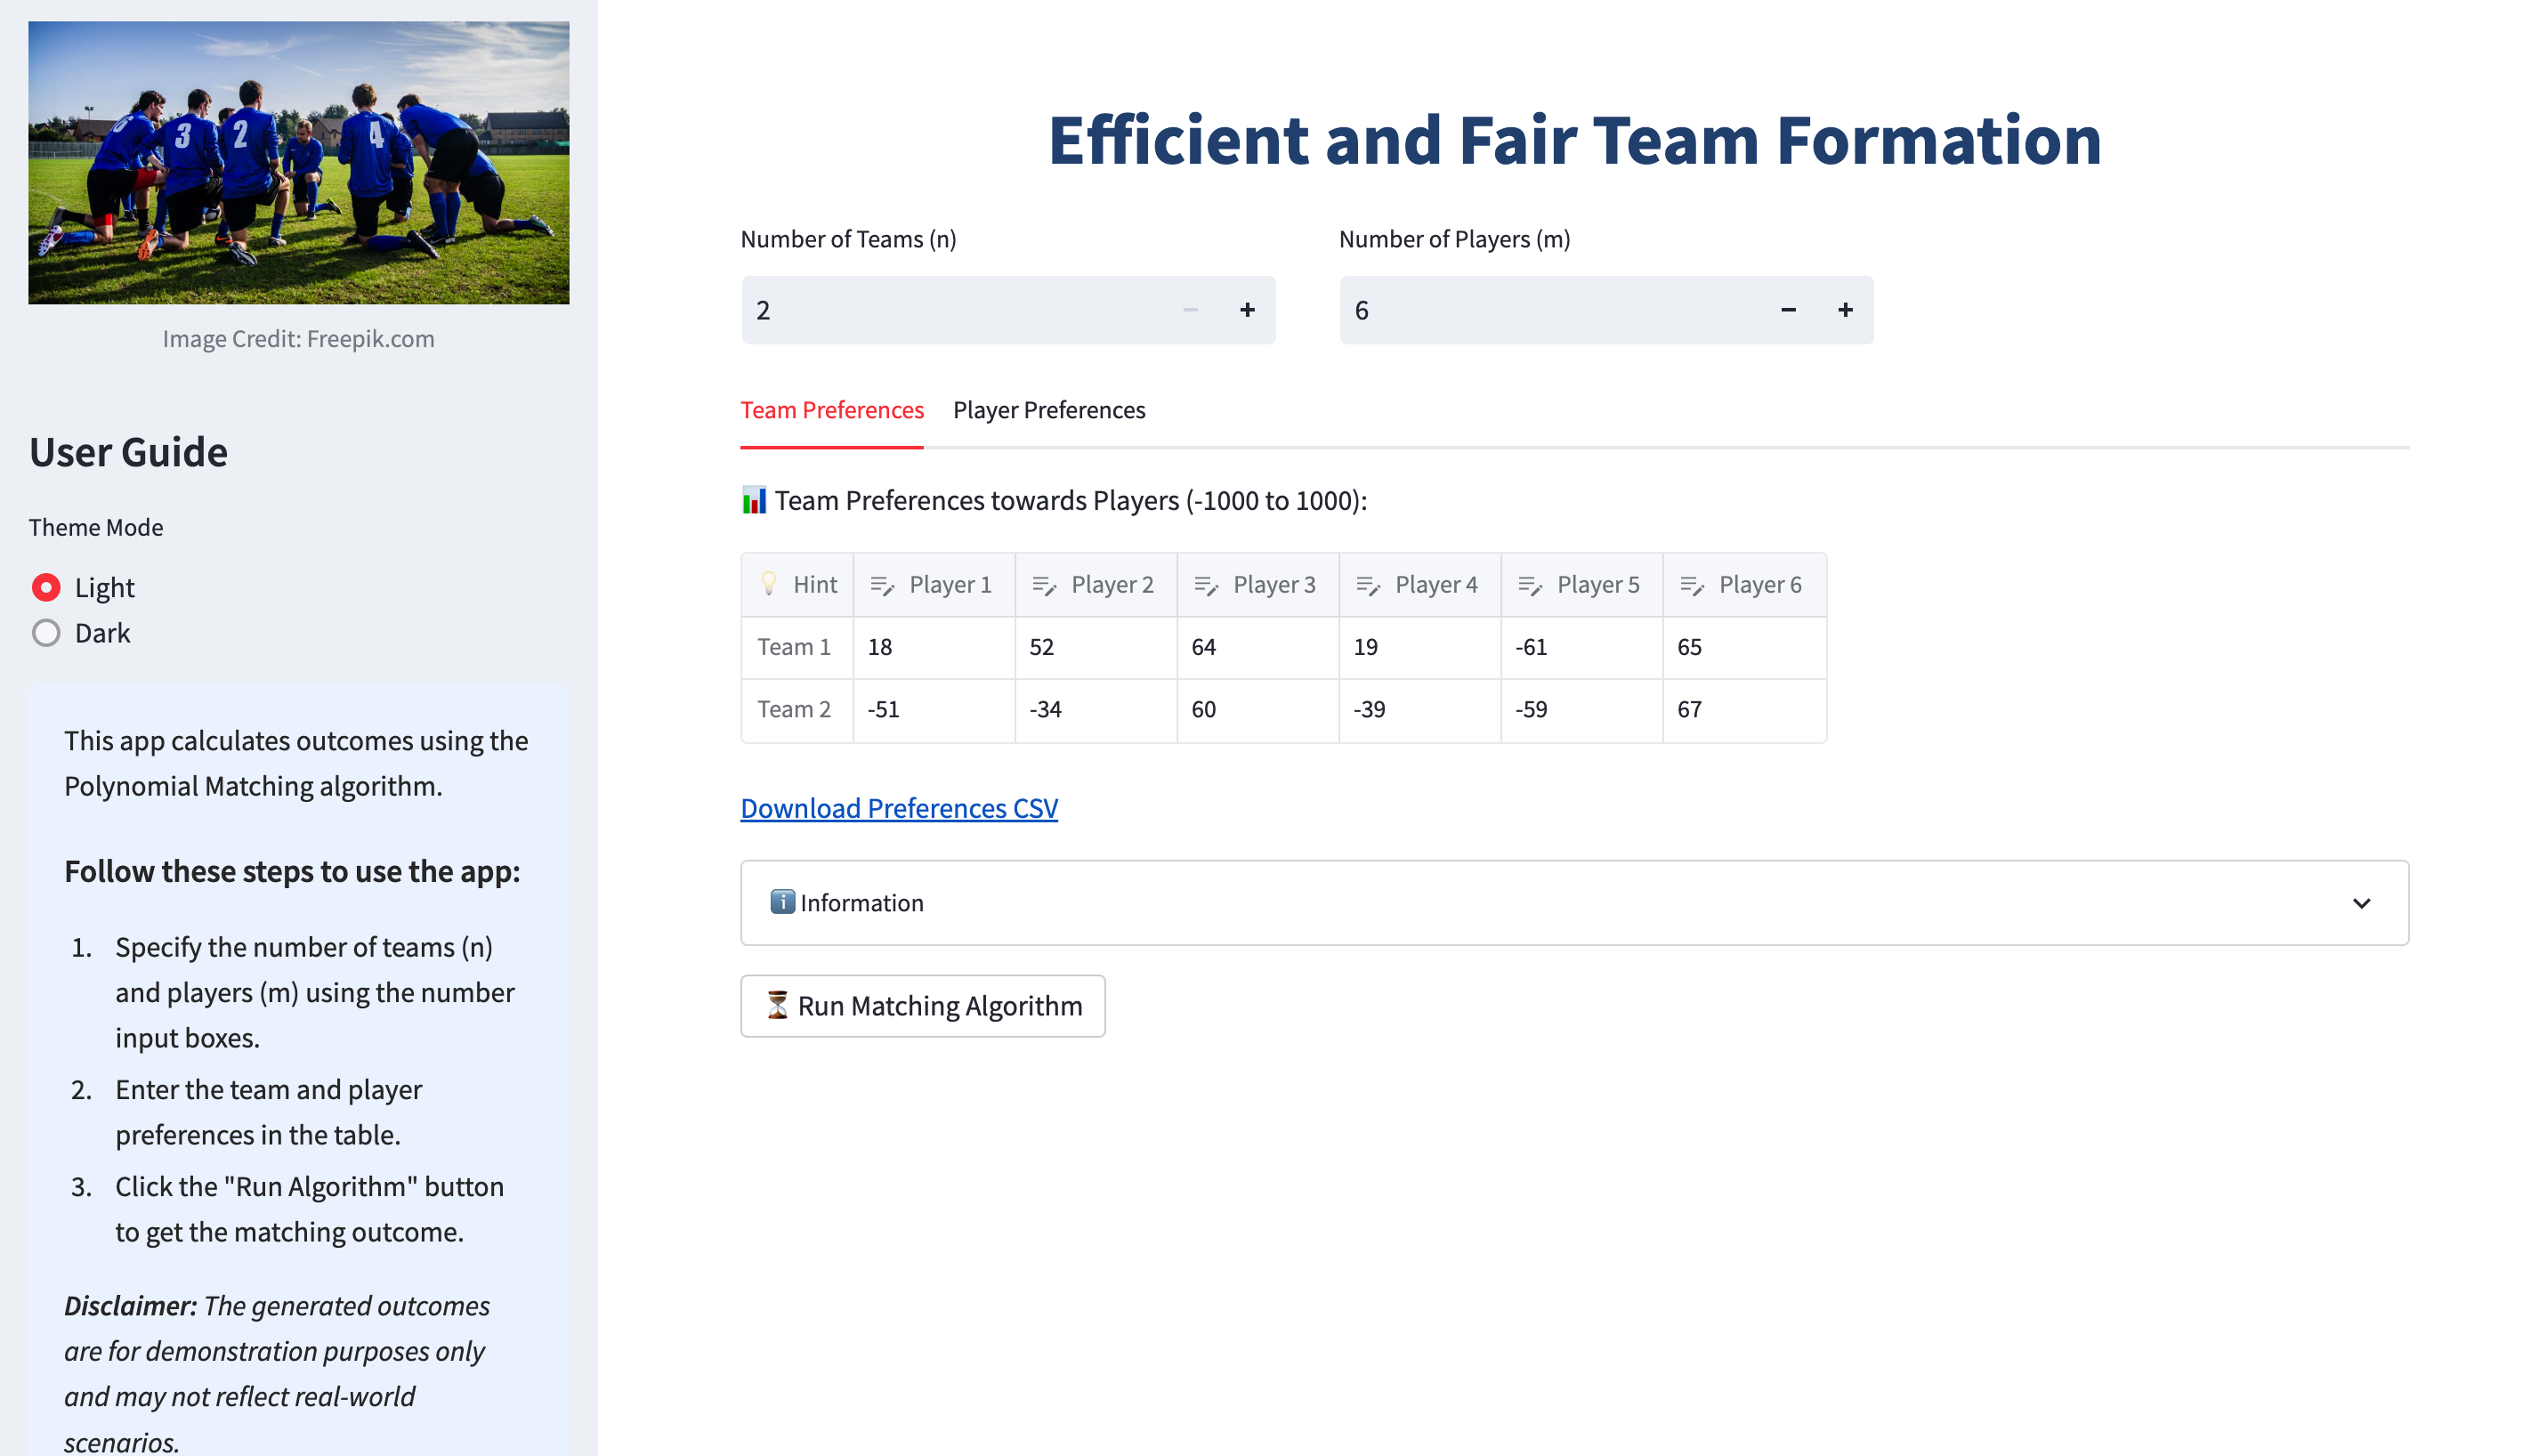 3
2
4
Image Credit: Freepik.com
User Guide
Theme Mode
Light
Dark
This app calculates outcomes using the
Polynomial Matching algorithm.
Follow these steps to use the app:
1. Specify the number of teams (n)
and players (m) using the number
input boxes.
2. Enter the team and player
preferences in the table.
3. Click the "Run Algorithm" button
to get the matching outcome.
Disclaimer: The generated outcomes
are for demonstration purposes only
and may not reflect real-world
scenarios.
Efficient and Fair Team Formation
Number of Teams (n)
2
Number of Players (m)
6
Team Preferences Player Preferences
Team Preferences towards Players (-1000 to 1000):
Hint Player 1 Player 2 Player 3 Player 4 Player 5 Player 6
Team 1 18 52 64 19 -61 65
Team 2 -51 -34 60 -39 -59 67
Download Preferences CSV
Information
Run Matching Algorithm